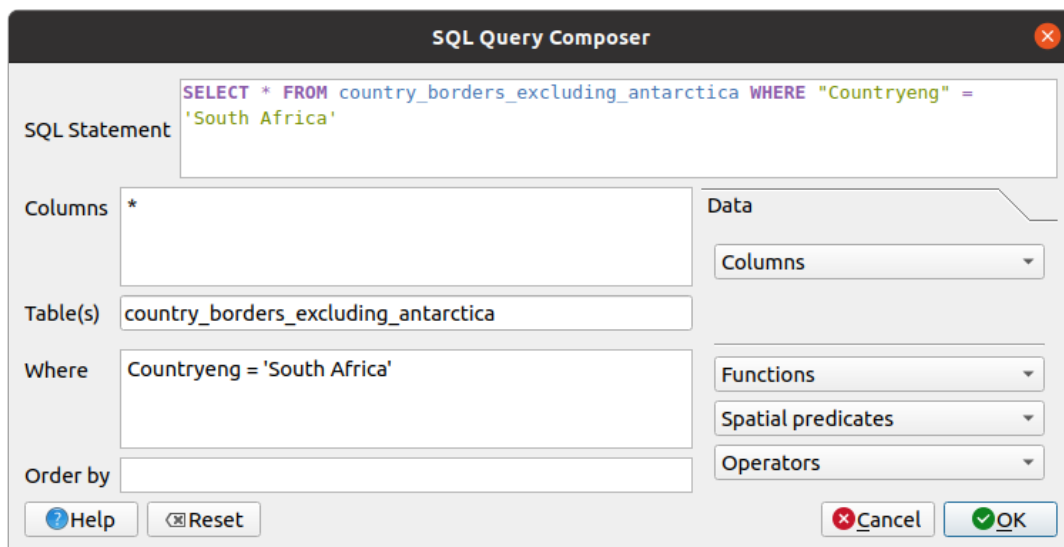 SQL Query Composer
SELECT * FROM country_borders_excluding_antarctica WHERE "Countryeng" =
'South Africa'
SQL Statement
Columns
*
Data
Columns
Table(s)
country_borders_excluding_antarctica
Where
Countryeng = 'South Africa'
Functions
Spatial predicates
Operators
Order by
Help
Reset
Cancel
OK